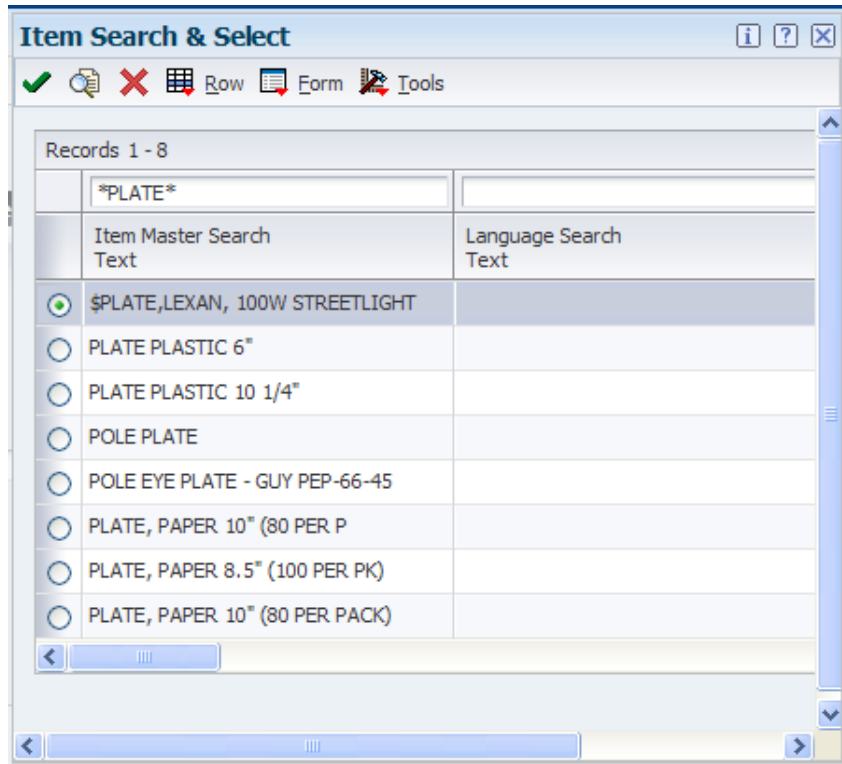 Item Search & Select
Row Form Tools
Records 1 - 8
*PLATE*
Item Master Search Language Search
Text Text
$PLATE,LEXAN, 100W STREETLIGHT
PLATE PLASTIC 6"
PLATE PLASTIC 10 1/4"
POLE PLATE
POLE EYE PLATE - GUY PEP-66-45
PLATE, PAPER 10" (80 PER P
PLATE, PAPER 8.5" (100 PER PK)
PLATE, PAPER 10" (80 PER PACK)